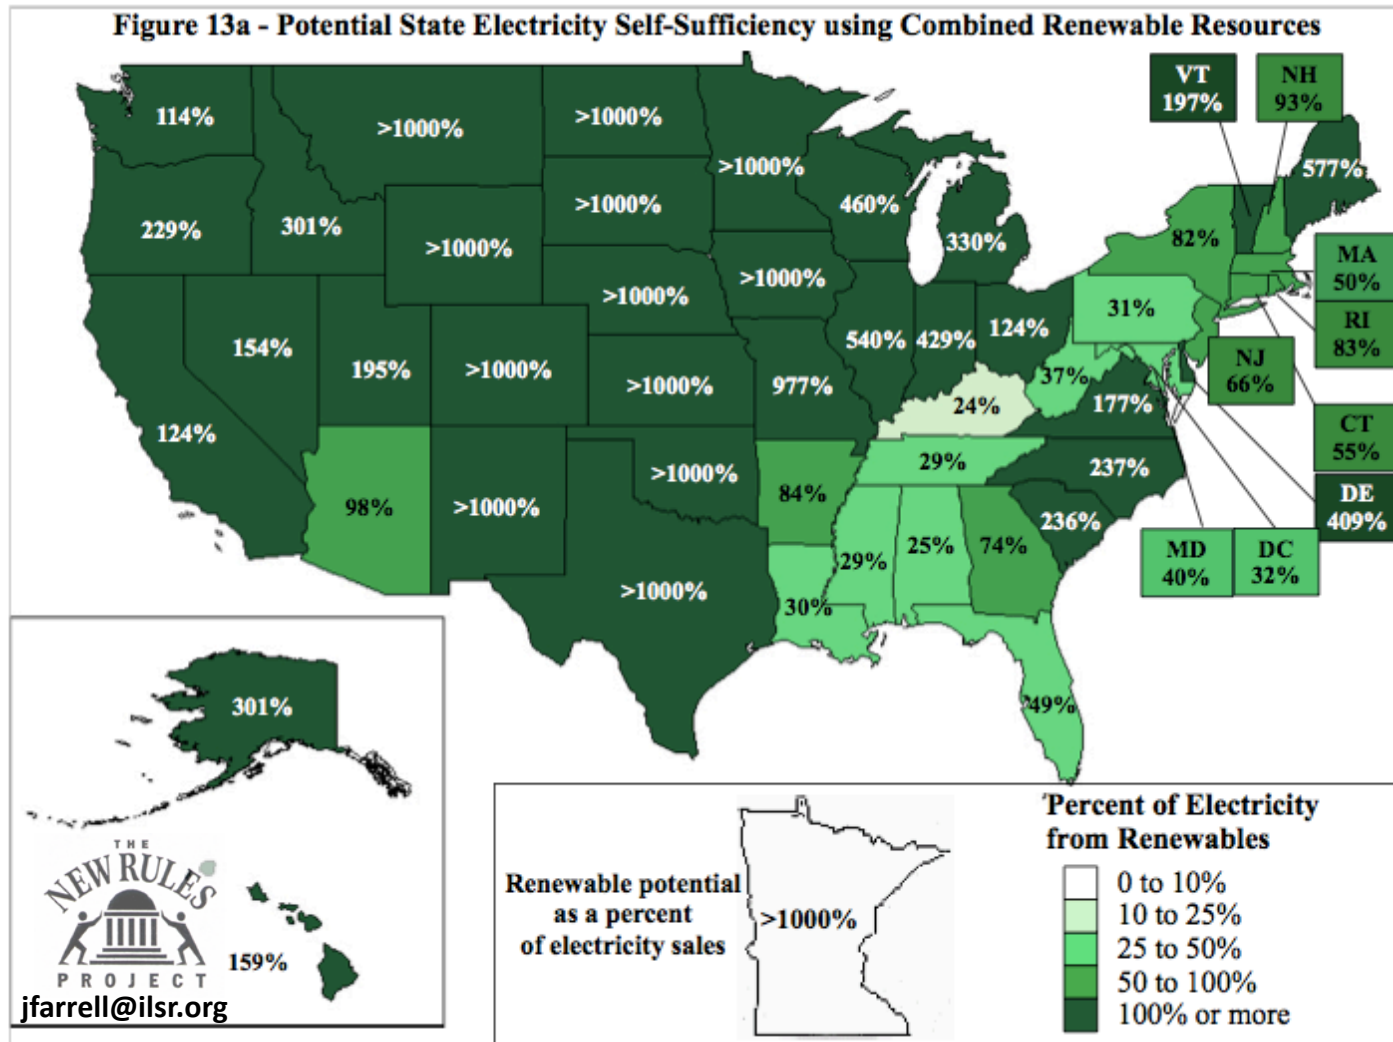 Figure 13a - Potential State Electricity Self-Sufficiency using Combined Renewable Resources
VT
197%
NH
93%
114%
>1000%
>1000%
>1000%
577%
229%
301%
>1000%
>1000%
460%
330%
82%
MA
50%
154%
195%
>1000%
>1000%
>1000%
540%
429%
124%
31%
RI
83%
NJ
66%
124%
>1000%
977%
24%
37%
177%
CT
55%
98%
>1000%
>1000%
84%
29%
237%
DE
409%
>1000%
30%
29%
25%
74%
236%
MD
40%
DC
32%
49%
301%
159%
THE
NEW RULES
PROJECT
jfarrell@ilsr.org
Renewable potential
as a percent
of electricity sales
>1000%
Percent of Electricity
from Renewables
0 to 10%
10 to 25%
25 to 50%
50 to 100%
100% or more